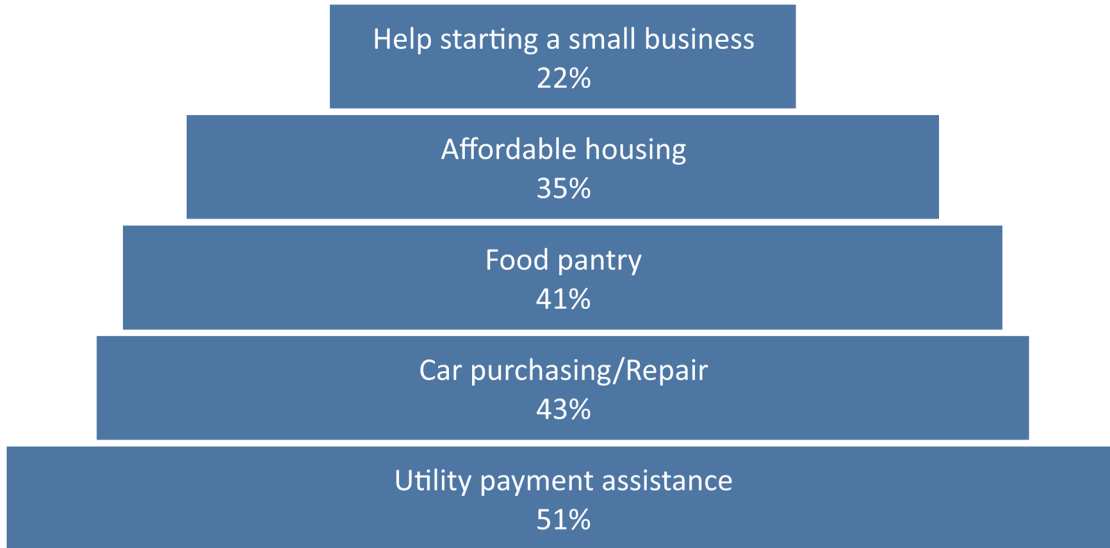 Help starting a small business
22%
Affordable housing
35%
Food pantry
41%
Car purchasing/Repair
43%
Utility payment assistance
51%